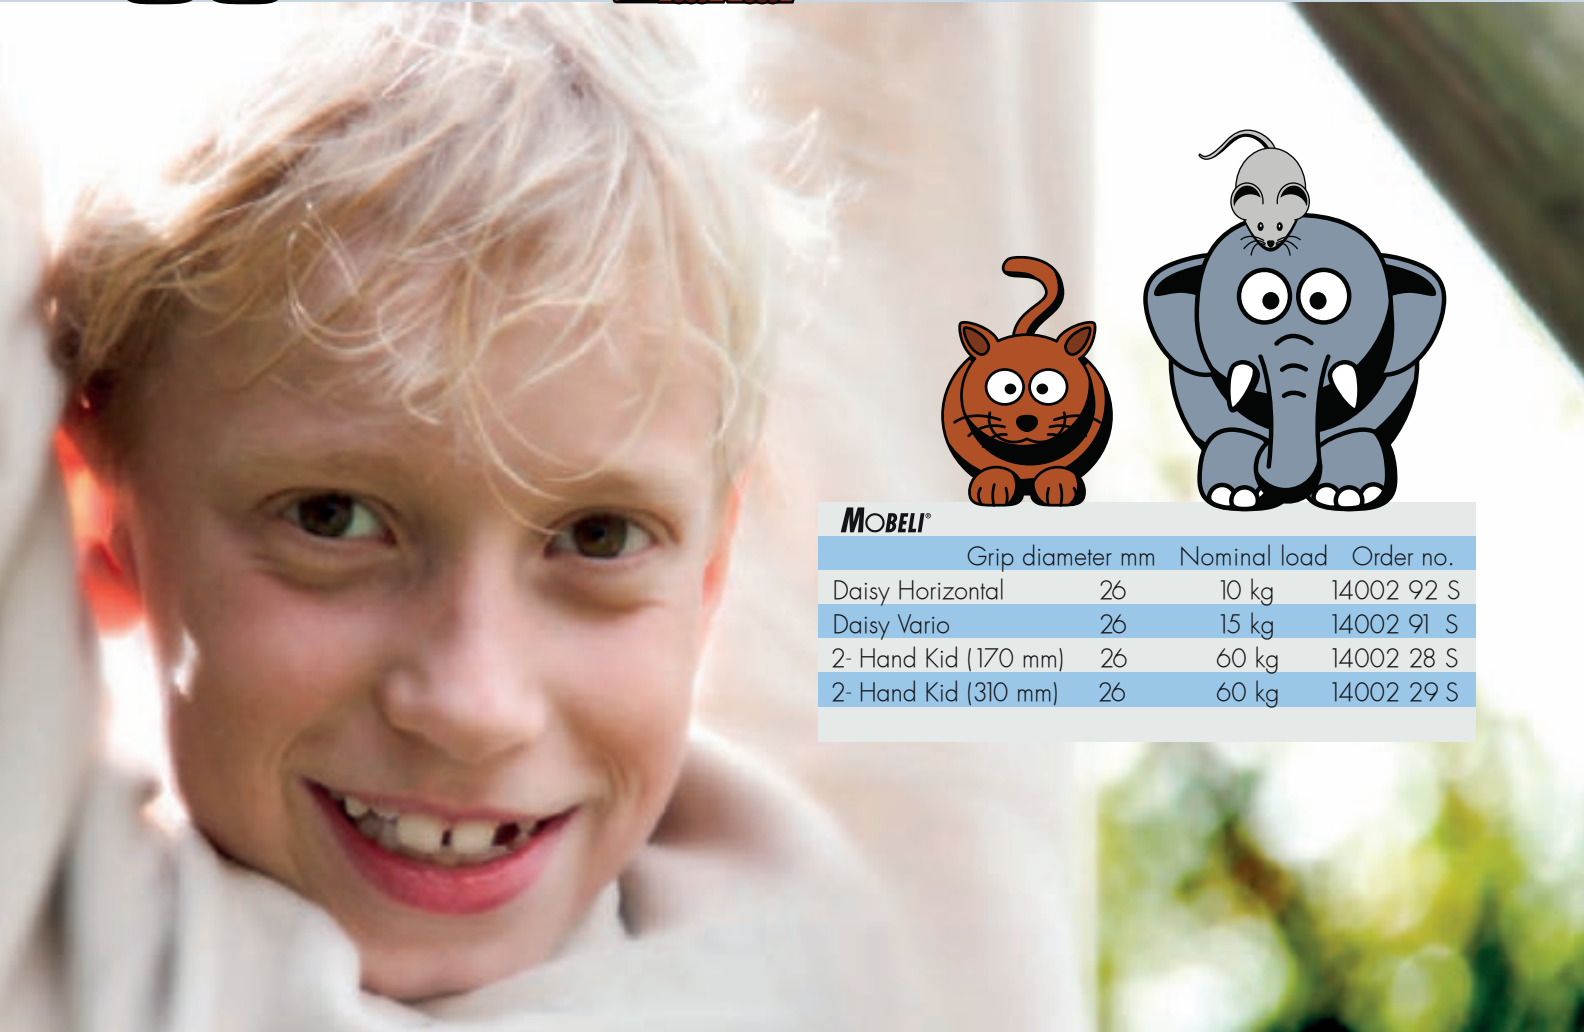 MOBELI®
Grip diameter mm Nominal load Order no.
Daisy Horizontal 26 10 kg 14002 92 S
Daisy Vario 26 15 kg 14002 91 S
2- Hand Kid (170 mm) 26 60 kg 14002 28 S
2- Hand Kid (310 mm) 26 60 kg 14002 29 S